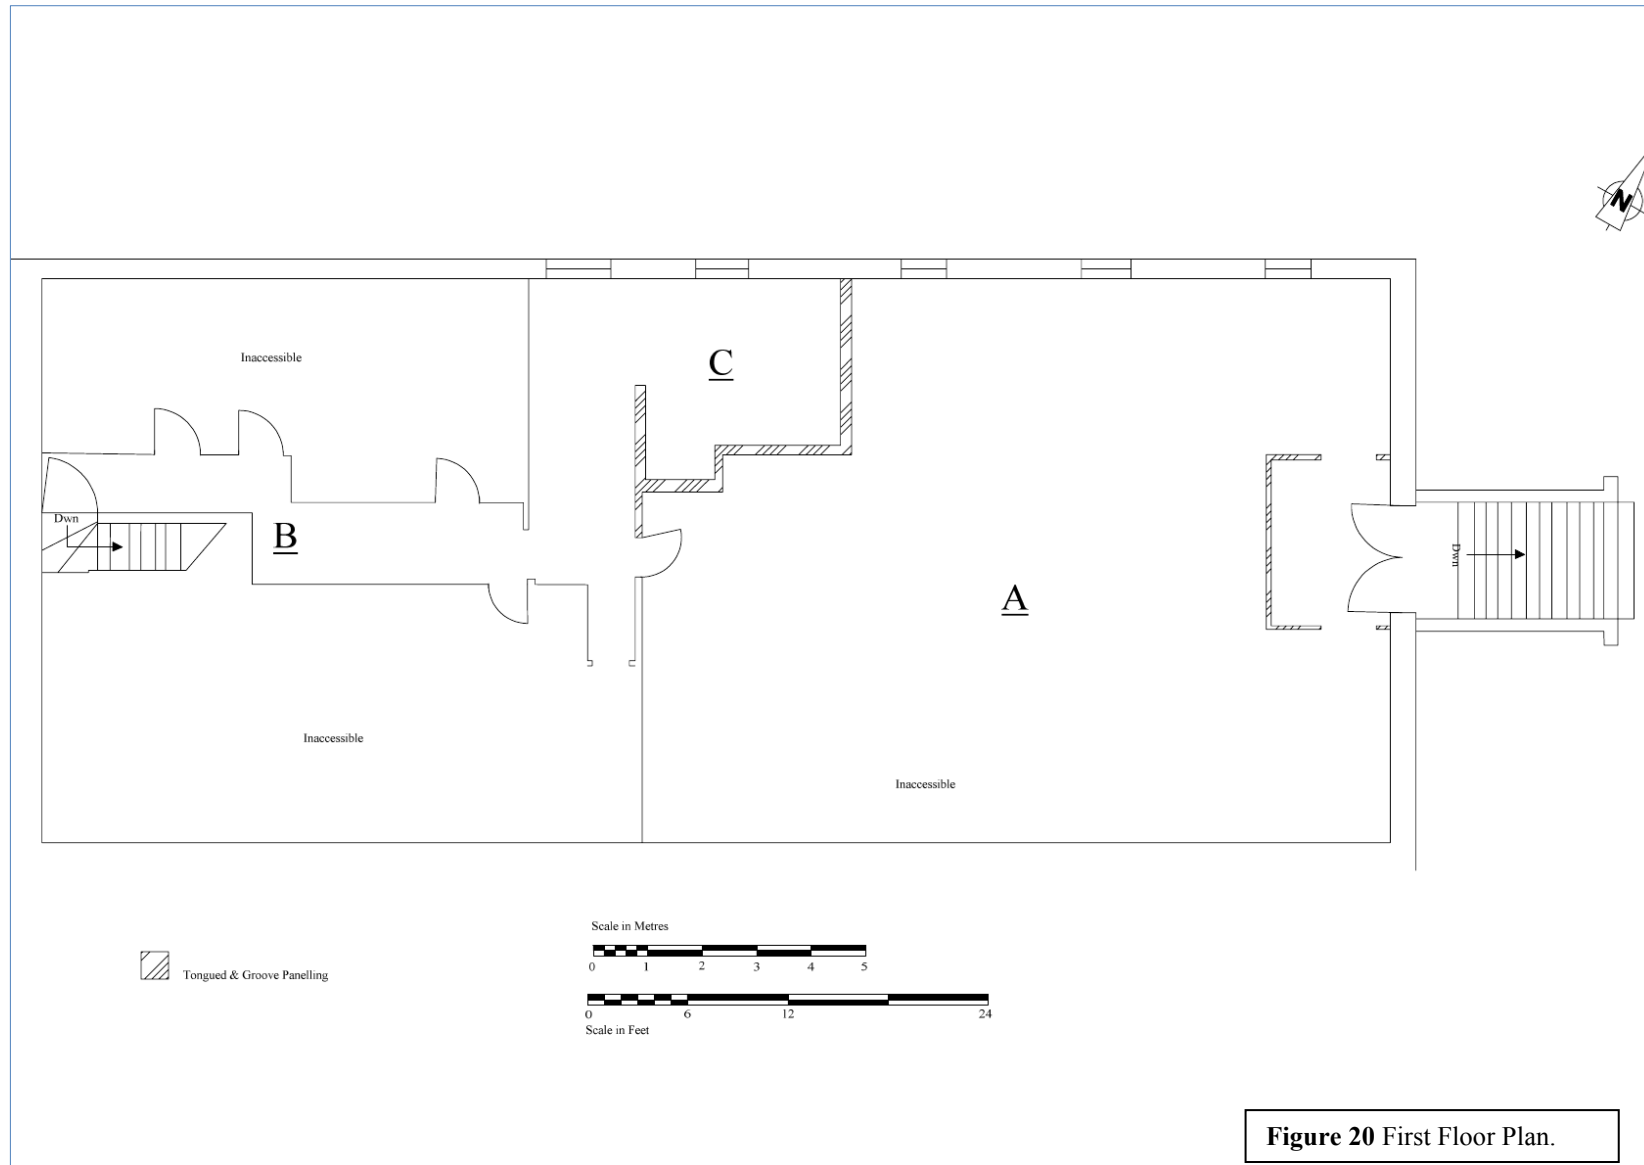 N
Inaccessible
C
Dwn
B
Dwn
A
Inaccessible
Inaccessible
Scale in Metres
0 1 2 3 4 5
Tongued & Groove Panelling
0 6 12 24
Scale in Feet
Figure 20 First Floor Plan.